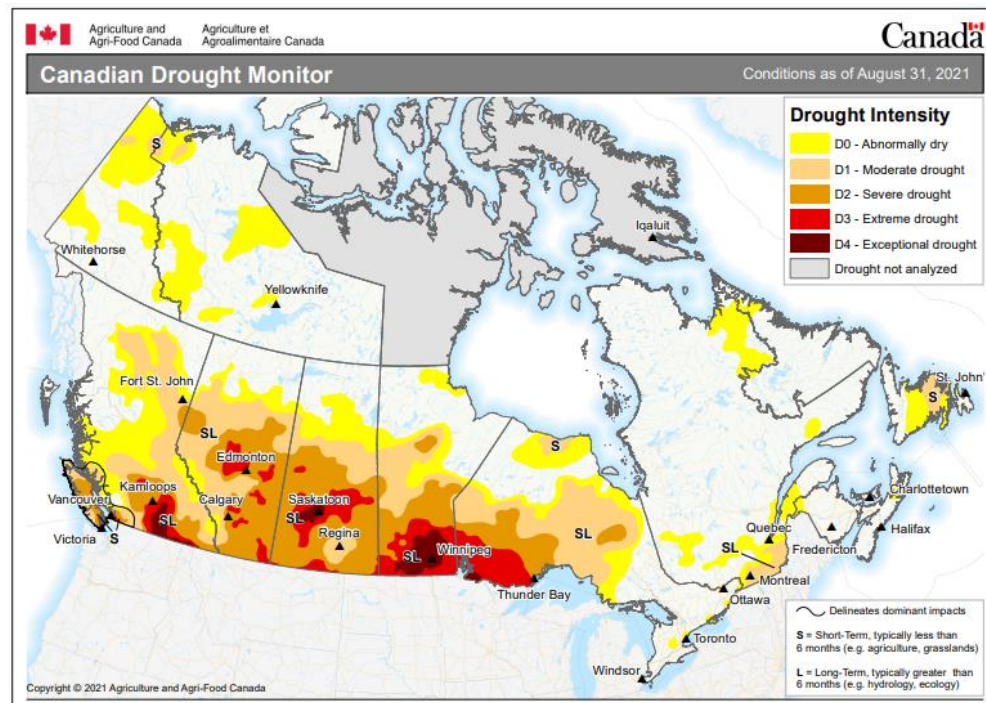 Agriculture and Agriculture et
Agri-Food Canada Agroalimentaire Canada
Canada
Canadian Drought Monitor
Conditions as of August 31, 2021
Drought Intensity
D0 - Abnormally dry
D1 - Moderate drought
D2 - Severe drought
D3 - Extreme drought
D4 - Exceptional drought
Drought not analyzed
S
Iqaluit
Whitehorse
Yellowknife
Fort St. John
St. John'
S
SL
S
Edmonton
Kamloops
Saskatoon
Charlottetown
Vancouver
Calgary
SL
SL
SL
Quebec
Halifax
Victoria
S
Regina
SL
Winnipeg
SL
Fredericton
Montreal
Thunder Bay
Ottawa
Toronto
Windsor
Delineates dominant impacts
S = Short-Term, typically less than
6 months (e.g. agriculture, grasslands)
L = Long-Term, typically greater than
6 months (e.g. hydrology, ecology)
Copyright © 2021 Agriculture and Agri-Food Canada